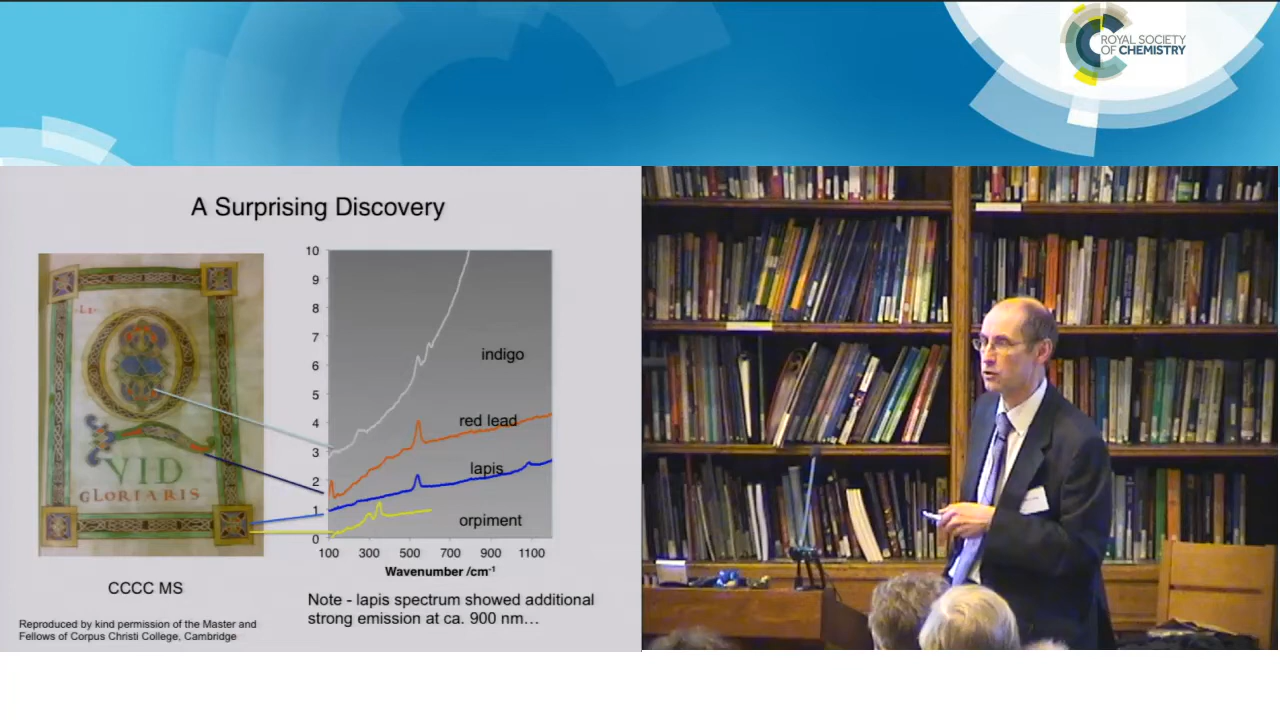 ROYAL SOCIETY
OF CHEMISTRY
A Surprising Discovery
VID
GLORIARIS
10
9
8
7
6
5
4
3
2
1
0
indigo
red lead
lapis
orpiment
100 300 500 700 900 1100
Wavenumber /cm-1
CCCC MS
Note - lapis spectrum showed additional
strong emission at ca. 900 nm...
Reproduced by kind permission of the Master and
Fellows of Corpus Christi College, Cambridge